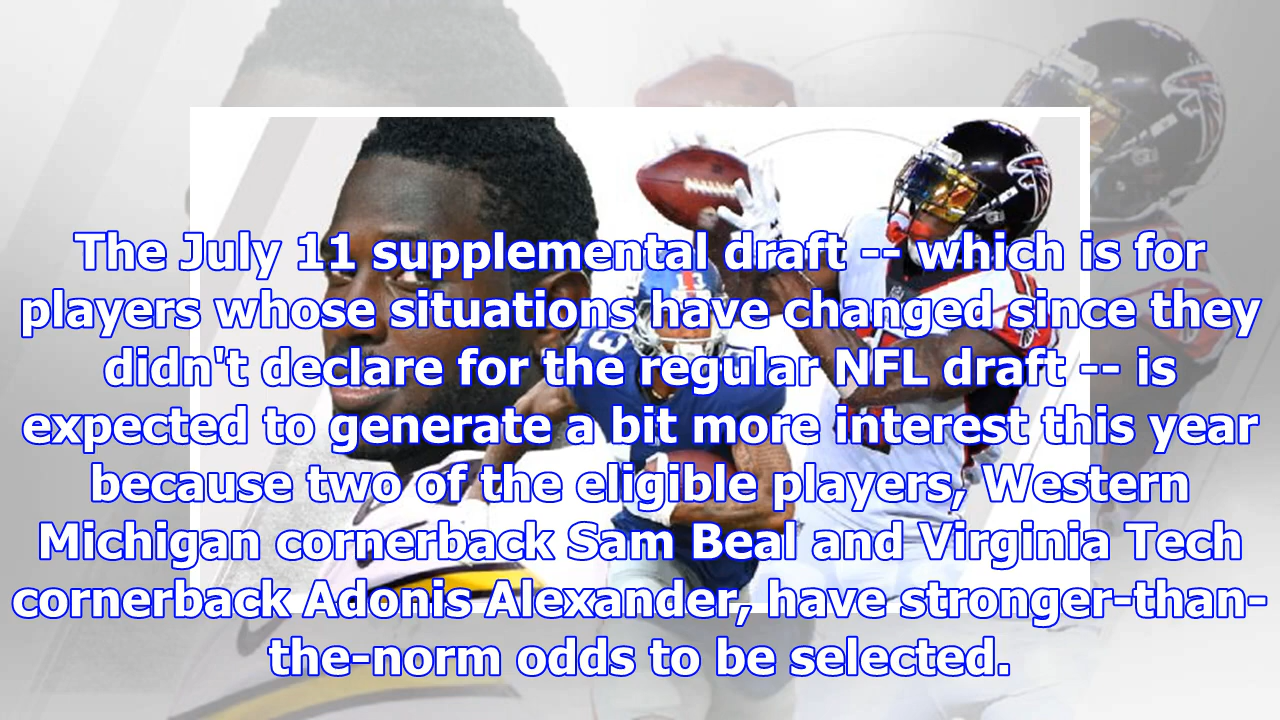 The July 11 supplemental draft -- which is for
players whose situations have changed since they
didn't declare for the regular NFL draft -- is
expected to generate a bit more interest this year
because two of the eligible players, Western
Michigan cornerback Sam Beal and Virginia Tech
cornerback Adonis Alexander, have stronger-than-
the-norm odds to be selected.